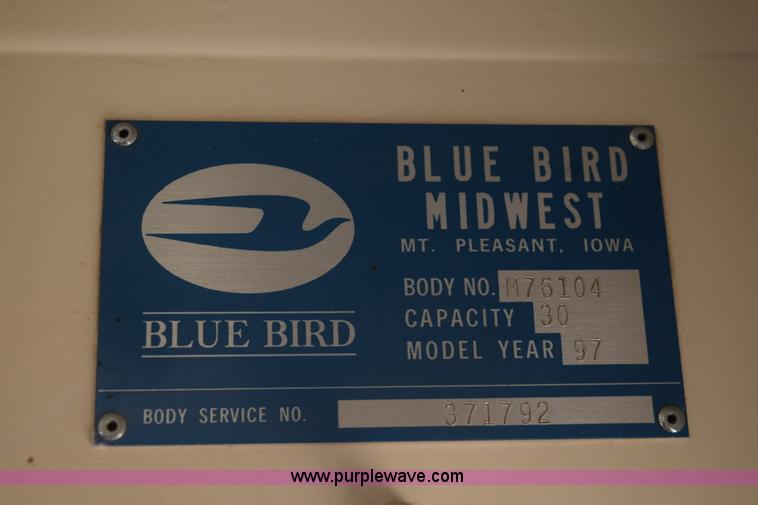 BLUE BIRD
BLUE BIRD
MIDWEST
MT. PLEASANT, IOWA
BODY NO. M76104
CAPACITY 30
MODEL YEAR 97
BODY SERVICE NO. 371792
www.purplewave.com